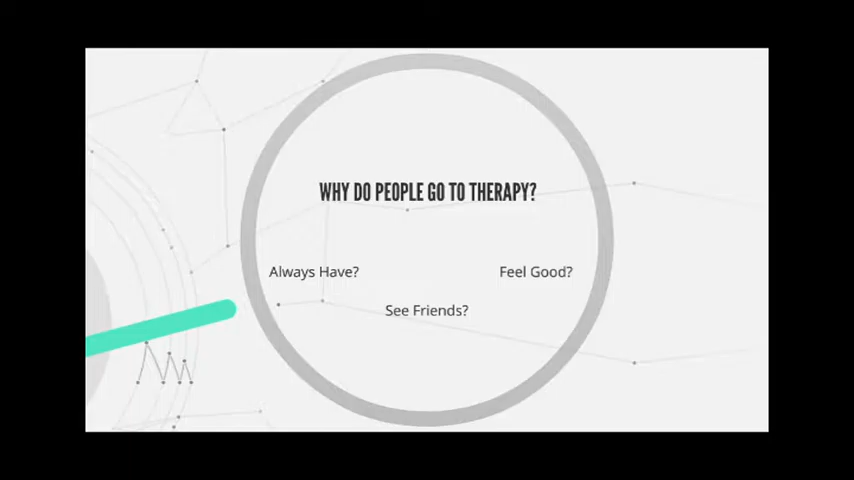 WHY DO PEOPLE GO TO THERAPY?
Always Have?
Feel Good?
See Friends?